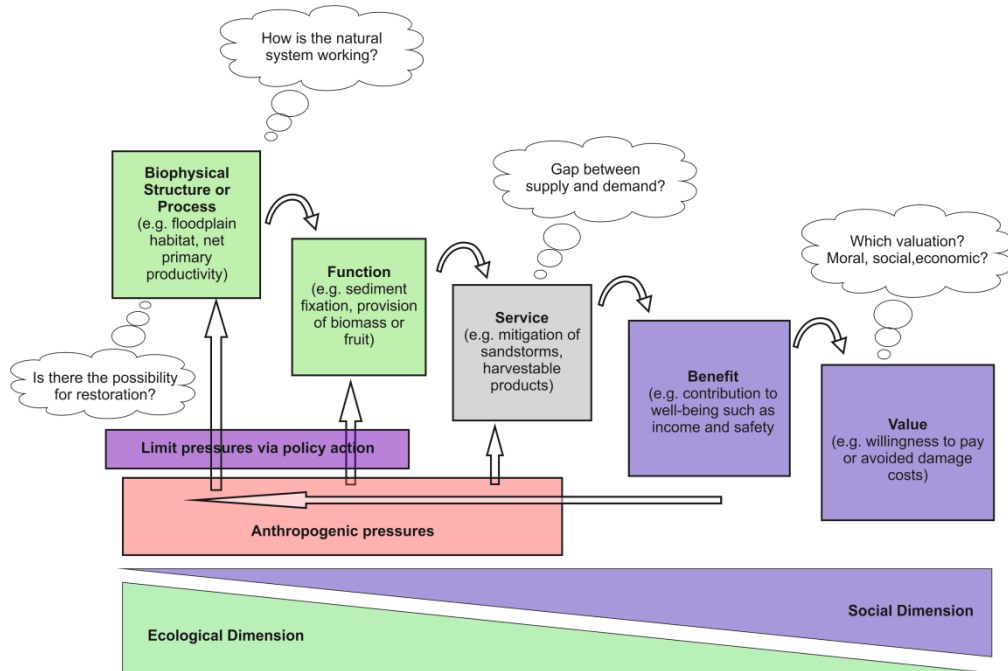 How is the natural
system working?
Biophysical
Structure or
Process
(e.g. floodplain
habitat, net
primary
productivity)
Is there the possibility
for restoration?
Function
(e.g. sediment
fixation, provision
of biomass or
fruit)
Gap between
supply and demand?
Service
(e.g. mitigation of
sandstorms,
harvestable
products)
Benefit
(e.g. contribution to
well-being such as
income and safety
Which valuation?
Moral, social,economic?
Value
(e.g. willingness to pay
or avoided damage
costs)
Limit pressures via policy action
Anthropogenic pressures
Social Dimension
Ecological Dimension